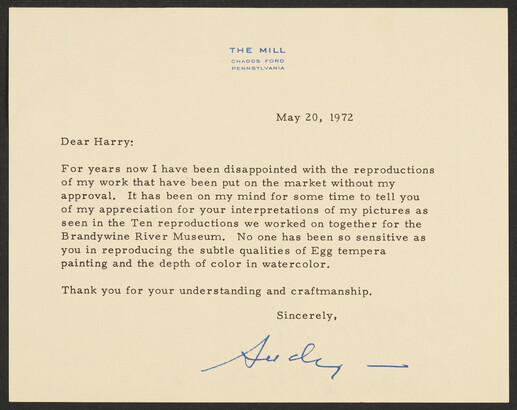 THE MILL
CHADDS FORD
PENNSYLVANIA
May 20, 1972
Dear Harry:
For years now I have been disappointed with the reproductions
of my work that have been put on the market without my
approval. It has been on my mind for some time to tell you
of my appreciation for your interpretations of my pictures as
seen in the Ten reproductions we worked on together for the
Brandywine River Museum. No one has been so sensitive as
you in reproducing the subtle qualities of Egg tempera
painting and the depth of color in watercolor.
Thank you for your understanding and craftmanship.
Sincerely,
Andy —